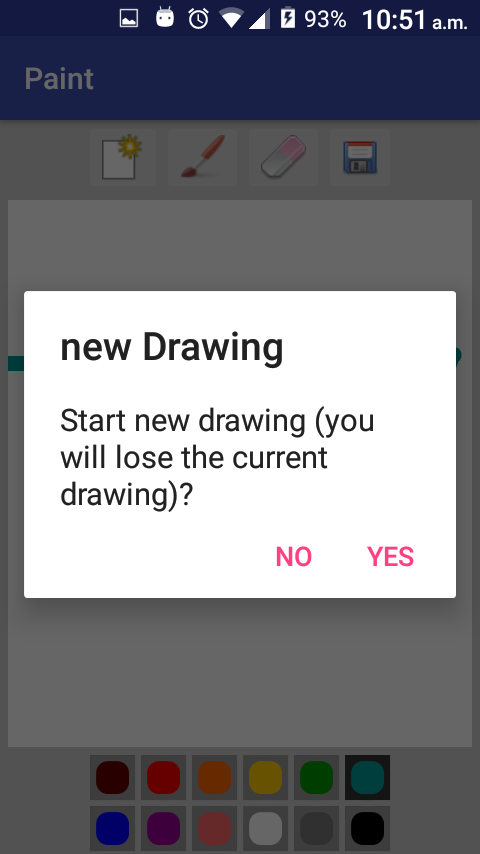 93% 10:51 a.m.
Paint
new Drawing
Start new drawing (you
will lose the current
drawing)?
NO YES